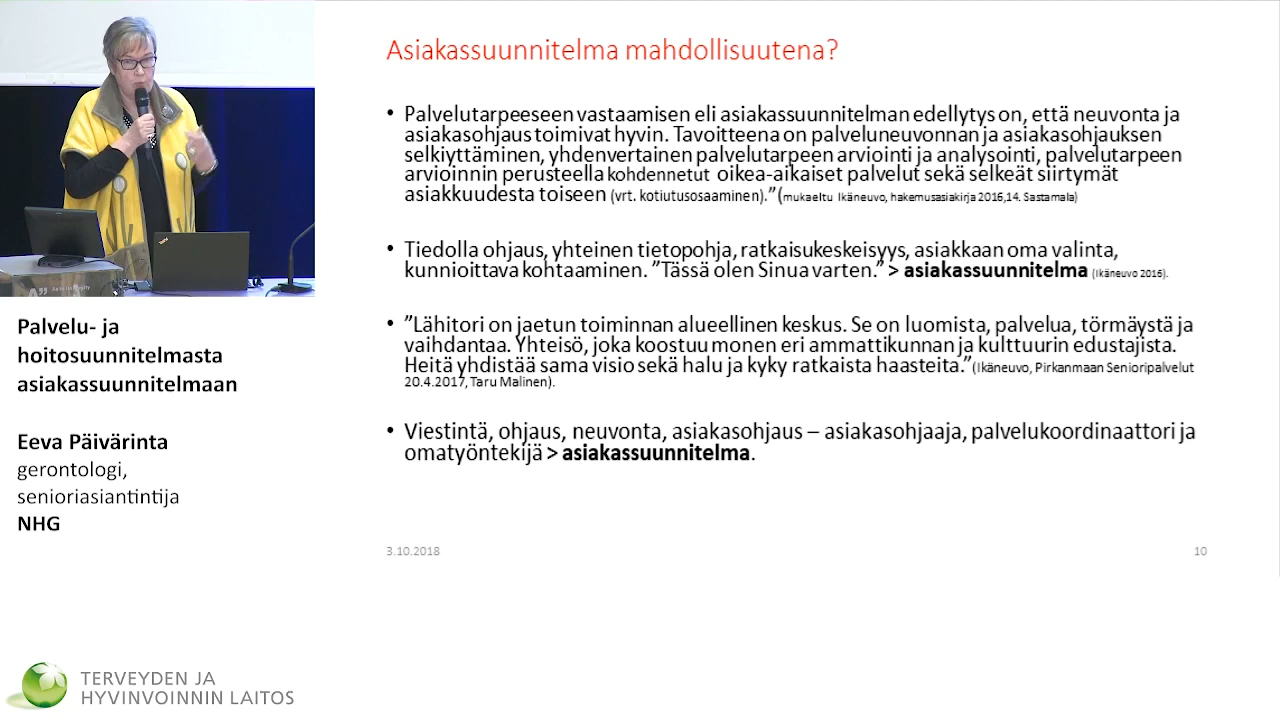 Asiakassuunnitelma mahdollisuutena?
• Palvelutarpeeseen vastaamisen eli asiakassuunnitelman edellytys on, että neuvonta ja
asiakasohjaus toimivat hyvin. Tavoitteena on palveluneuvonnan ja asiakasohjauksen
selkiyttäminen, yhdenvertainen palvelutarpeen arviointi ja analysointi, palvelutarpeen
arvioinnin perusteella kohdennetut oikea-aikaiset palvelut sekä selkeät siirtymät
asiakkuudesta toiseen (vrt. kotiutusosaaminen).” (mukaeltu Ikäneuvo, hakemusasiakirja 2016,14. Sastamala)
• Tiedolla ohjaus, yhteinen tietopohja, ratkaisukeskeisyys, asiakkaan oma valinta,
kunnioittava kohtaaminen. ”Tässä olen Sinua varten.” > asiakassuunnitelma (Ikäneuvo 2016).
• ”Lähitori on jaetun toiminnan alueellinen keskus. Se on luomista, palvelua, törmäystä ja
vaihdantaa. Yhteisö, joka koostuu monen eri ammattikunnan ja kulttuurin edustajista.
Heitä yhdistää sama visio sekä halu ja kyky ratkaista haasteita.” (Ikäneuvo, Pirkanmaan Senioripalvelut
20.4.2017, Taru Malinen).
• Viestintä, ohjaus, neuvonta, asiakasohjaus – asiakasohjaaja, palvelukoordinaattori ja
omatyöntekijä > asiakassuunnitelma.
3.10.2018
10
Palvelu- ja
hoitosuunnitelmasta
asiakassuunnitelmaan
Eeva Päivärinta
gerontologi,
senioriasiantintija
NHG
TERVEYDEN JA
HYVINVOINNIN LAITOS